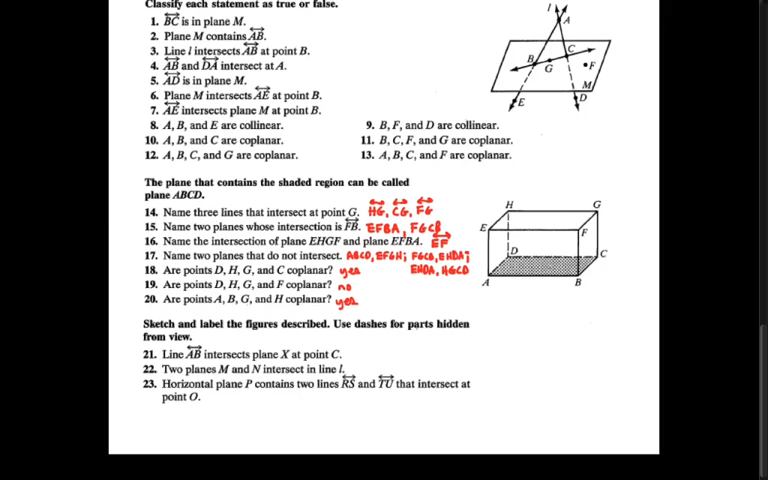 Classify each statement as true or false.
1. BC is in plane M.
2. Plane M contains AB.
3. Line l intersects AB at point B.
4. AB and DA intersect at A.
5. AD is in plane M.
6. Plane M intersects AE at point B.
7. AE intersects plane M at point B.
8. A, B, and E are collinear.
9. B, F, and D are collinear.
10. A, B, and C are coplanar.
11. B, C, F, and G are coplanar.
12. A, B, C, and G are coplanar.
13. A, B, C, and F are coplanar.
l
A
B
C
G
F
M
E
D
The plane that contains the shaded region can be called
plane ABCD.
14. Name three lines that intersect at point G. HG, CG, FG
15. Name two planes whose intersection is FB. EFBA, FGCB
16. Name the intersection of plane EHGF and plane EFBA. EF
17. Name two planes that do not intersect. ABCD, EFGH; FGCB, EHDA;
18. Are points D, H, G, and C coplanar? yes EHDA, HGCD
19. Are points D, H, G, and F coplanar? no
20. Are points A, B, G, and H coplanar? yes
H
G
E
F
D
C
A
B
Sketch and label the figures described. Use dashes for parts hidden
from view.
21. Line AB intersects plane X at point C.
22. Two planes M and N intersect in line l.
23. Horizontal plane P contains two lines RS and TU that intersect at
point O.